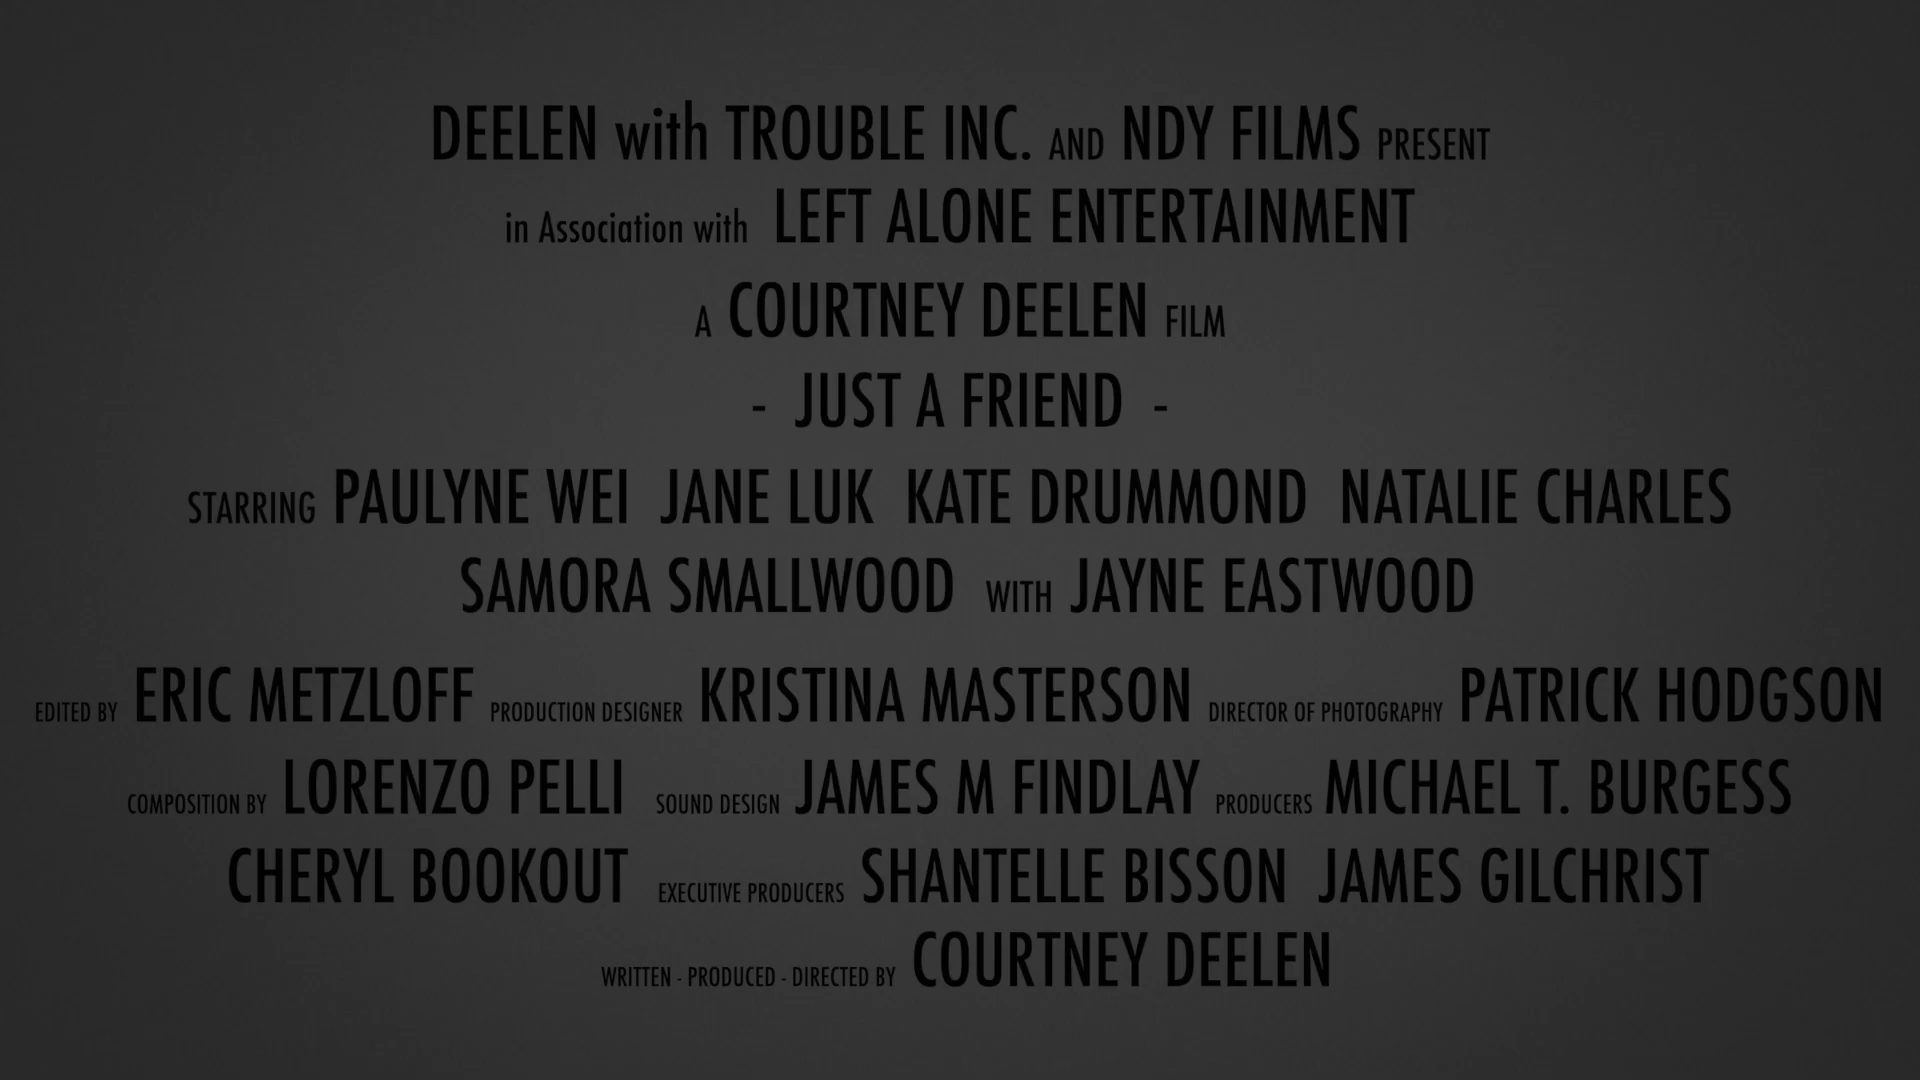 DEELEN with TROUBLE INC. AND NDY FILMS PRESENT
in Association with LEFT ALONE ENTERTAINMENT
A COURTNEY DEELEN FILM
- JUST A FRIEND -
STARRING PAULYNE WEI JANE LUK KATE DRUMMOND NATALIE CHARLES
SAMORA SMALLWOOD WITH JAYNE EASTWOOD
EDITED BY ERIC METZLOFF PRODUCTION DESIGNER KRISTINA MASTERSON DIRECTOR OF PHOTOGRAPHY PATRICK HODGSON
COMPOSITION BY LORENZO PELLI SOUND DESIGN JAMES M FINDLAY PRODUCERS MICHAEL T. BURGESS
CHERYL BOOKOUT EXECUTIVE PRODUCERS SHANTELLE BISSON JAMES GILCHRIST
WRITTEN - PRODUCED - DIRECTED BY COURTNEY DEELEN